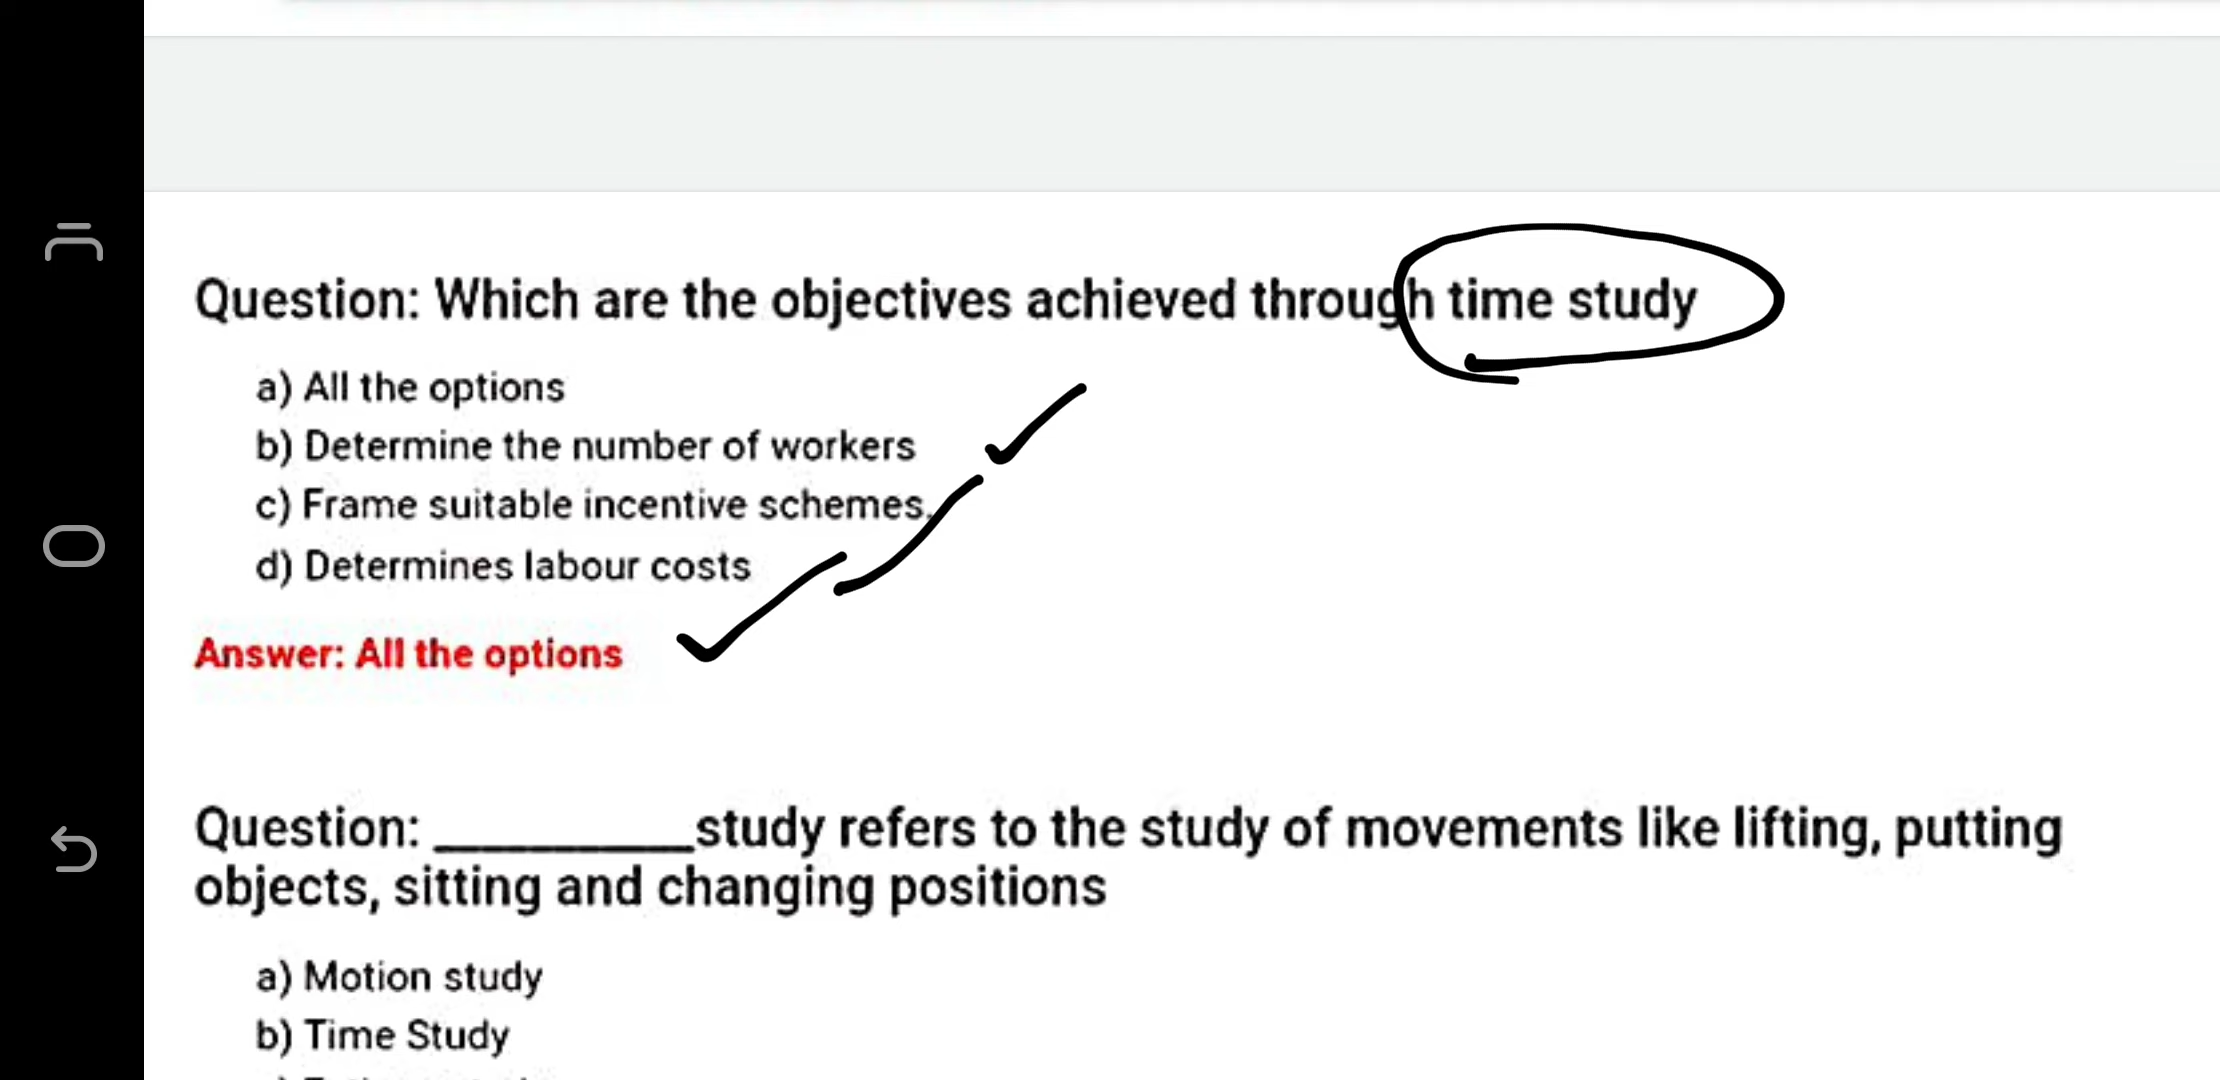 Question: Which are the objectives achieved through time study
a) All the options
b) Determine the number of workers
c) Frame suitable incentive schemes.
d) Determines labour costs
Answer: All the options
Question: __________study refers to the study of movements like lifting, putting
objects, sitting and changing positions
a) Motion study
b) Time Study